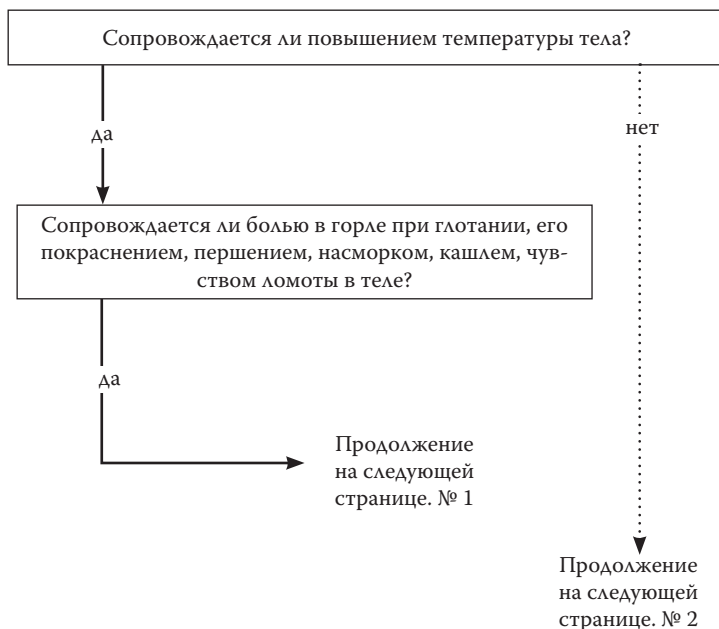 Сопровождается ли повышением температуры тела?
да
нет
Сопровождается ли болью в горле при глотании, его
покраснением, першением, насморком, кашлем, чув-
ством ломоты в теле?
да
Продолжение
на следующей
странице. № 1
Продолжение
на следующей
странице. № 2